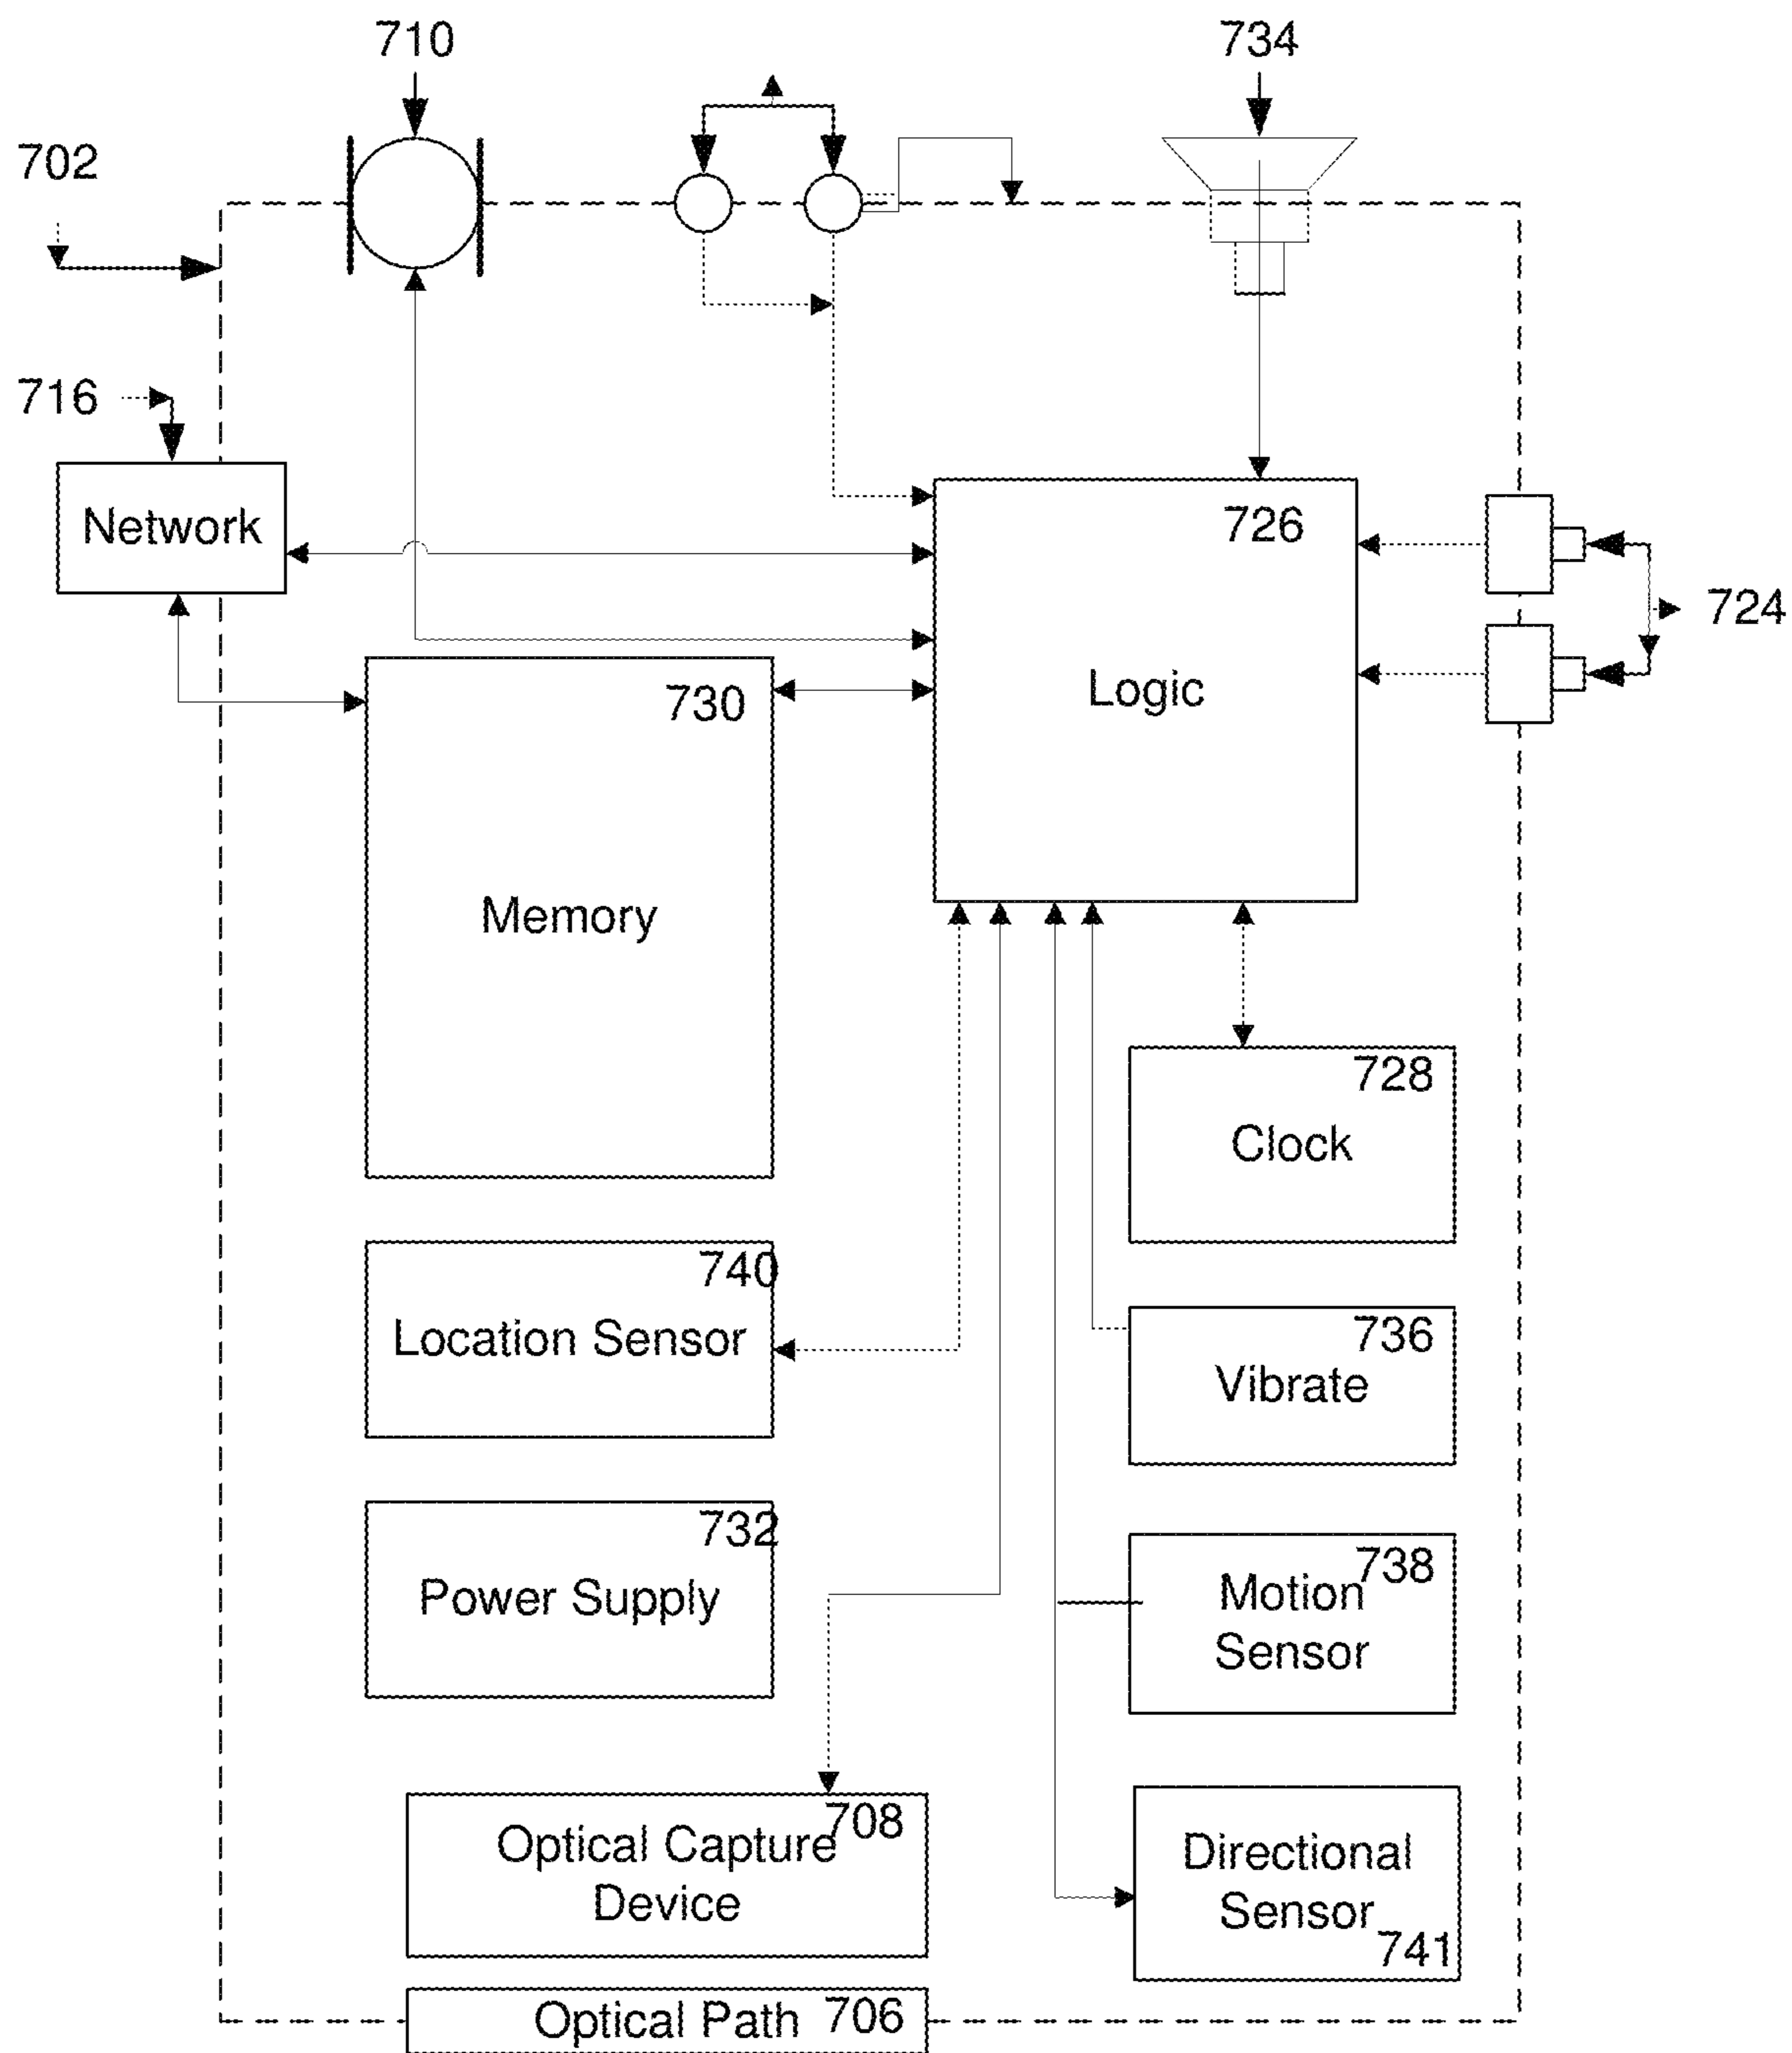 710
734
702
716
Network
726
Logic
724
730
Memory
728
Clock
740
Location Sensor
736
Vibrate
732
Power Supply
738
Motion
Sensor
708
Optical Capture
Device
Directional
Sensor
741
Optical Path 706